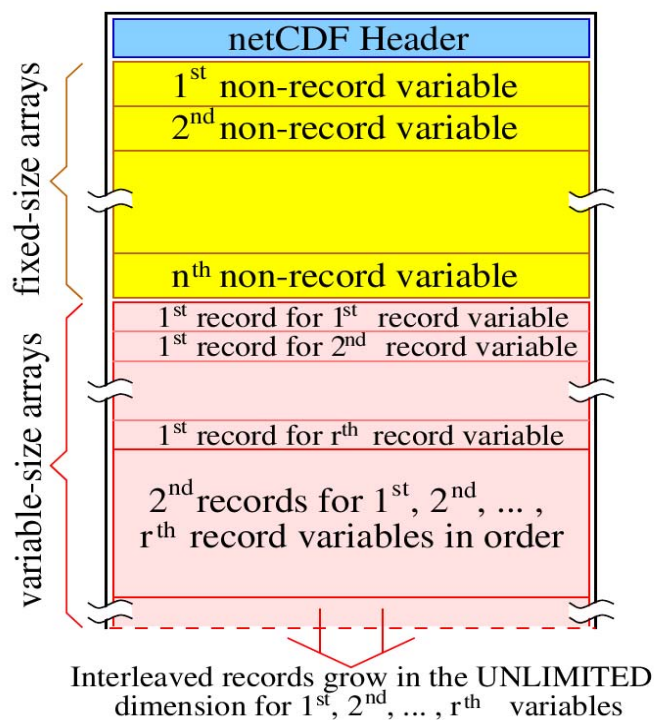 netCDF Header
1st non-record variable
2nd non-record variable
nth non-record variable
fixed-size arrays
1st record for 1st record variable
1st record for 2nd record variable
1st record for rth record variable
2nd records for 1st, 2nd, ... ,
rth record variables in order
variable-size arrays
Interleaved records grow in the UNLIMITED
dimension for 1st, 2nd, ... , rth variables